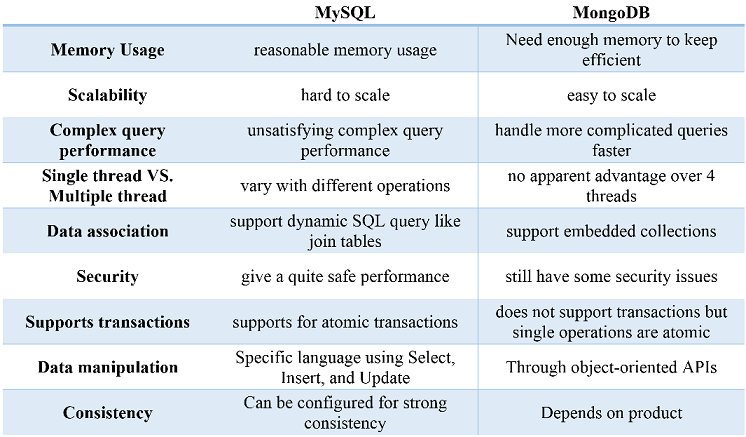 MySQL MongoDB
Memory Usage reasonable memory usage Need enough memory to keep
efficient
Scalability hard to scale easy to scale
Complex query unsatisfying complex query handle more complicated queries
performance performance faster
Single thread VS. vary with different operations no apparent advantage over 4
Multiple thread threads
Data association support dynamic SQL query like support embedded collections
join tables
Security give a quite safe performance still have some security issues
Supports transactions supports for atomic transactions does not support transactions but
single operations are atomic
Data manipulation Specific language using Select, Through object-oriented APIs
Insert, and Update
Consistency Can be configured for strong Depends on product
consistency